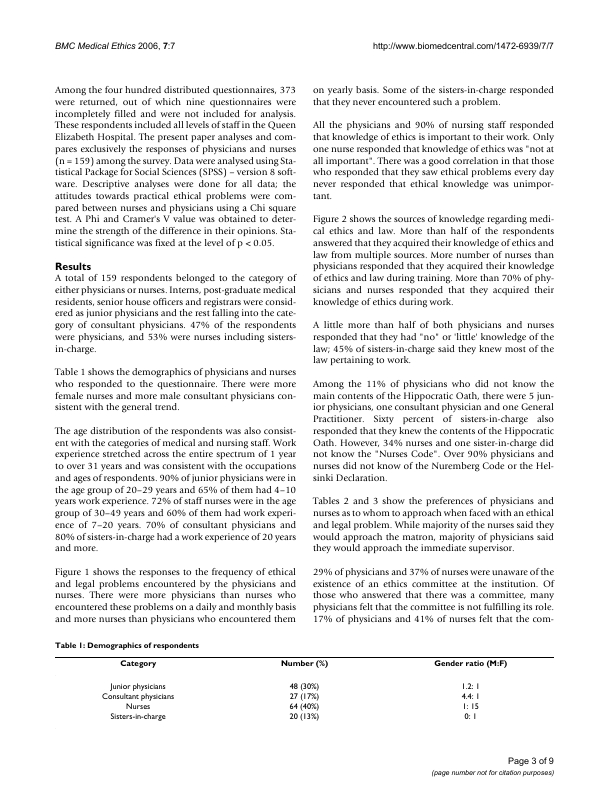 BMC Medical Ethics 2006, 7:7
http://www.biomedcentral.com/1472-6939/7/7
Among the four hundred distributed questionnaires, 373
were returned, out of which nine questionnaires were
incompletely filled and were not included for analysis.
These respondents included all levels of staff in the Queen
Elizabeth Hospital. The present paper analyses and com-
pares exclusively the responses of physicians and nurses
(n = 159) among the survey. Data were analysed using Sta-
tistical Package for Social Sciences (SPSS) – version 8 soft-
ware. Descriptive analyses were done for all data; the
attitudes towards practical ethical problems were com-
pared between nurses and physicians using a Chi square
test. A Phi and Cramer's V value was obtained to deter-
mine the strength of the difference in their opinions. Sta-
tistical significance was fixed at the level of p < 0.05.
Results
A total of 159 respondents belonged to the category of
either physicians or nurses. Interns, post-graduate medical
residents, senior house officers and registrars were consid-
ered as junior physicians and the rest falling into the cate-
gory of consultant physicians. 47% of the respondents
were physicians, and 53% were nurses including sisters-
in-charge.
Table 1 shows the demographics of physicians and nurses
who responded to the questionnaire. There were more
female nurses and more male consultant physicians con-
sistent with the general trend.
The age distribution of the respondents was also consist-
ent with the categories of medical and nursing staff. Work
experience stretched across the entire spectrum of 1 year
to over 31 years and was consistent with the occupations
and ages of respondents. 90% of junior physicians were in
the age group of 20–29 years and 65% of them had 4–10
years work experience. 72% of staff nurses were in the age
group of 30–49 years and 60% of them had work experi-
ence of 7–20 years. 70% of consultant physicians and
80% of sisters-in-charge had a work experience of 20 years
and more.
Figure 1 shows the responses to the frequency of ethical
and legal problems encountered by the physicians and
nurses. There were more physicians than nurses who
encountered these problems on a daily and monthly basis
and more nurses than physicians who encountered them
on yearly basis. Some of the sisters-in-charge responded
that they never encountered such a problem.
All the physicians and 90% of nursing staff responded
that knowledge of ethics is important to their work. Only
one nurse responded that knowledge of ethics was "not at
all important". There was a good correlation in that those
who responded that they saw ethical problems every day
never responded that ethical knowledge was unimpor-
tant.
Figure 2 shows the sources of knowledge regarding medi-
cal ethics and law. More than half of the respondents
answered that they acquired their knowledge of ethics and
law from multiple sources. More number of nurses than
physicians responded that they acquired their knowledge
of ethics and law during training. More than 70% of phy-
sicians and nurses responded that they acquired their
knowledge of ethics during work.
A little more than half of both physicians and nurses
responded that they had "no" or 'little' knowledge of the
law; 45% of sisters-in-charge said they knew most of the
law pertaining to work.
Among the 11% of physicians who did not know the
main contents of the Hippocratic Oath, there were 5 jun-
ior physicians, one consultant physician and one General
Practitioner. Sixty percent of sisters-in-charge also
responded that they knew the contents of the Hippocratic
Oath. However, 34% nurses and one sister-in-charge did
not know the "Nurses Code". Over 90% physicians and
nurses did not know of the Nuremberg Code or the Hel-
sinki Declaration.
Tables 2 and 3 show the preferences of physicians and
nurses as to whom to approach when faced with an ethical
and legal problem. While majority of the nurses said they
would approach the matron, majority of physicians said
they would approach the immediate supervisor.
29% of physicians and 37% of nurses were unaware of the
existence of an ethics committee at the institution. Of
those who answered that there was a committee, many
physicians felt that the committee is not fulfilling its role.
17% of physicians and 41% of nurses felt that the com-
Table 1: Demographics of respondents
Category Number (%) Gender ratio (M:F)
Junior physicians 48 (30%) 1.2: 1
Consultant physicians 27 (17%) 4.4: 1
Nurses 64 (40%) 1: 15
Sisters-in-charge 20 (13%) 0: 1
Page 3 of 9
(page number not for citation purposes)